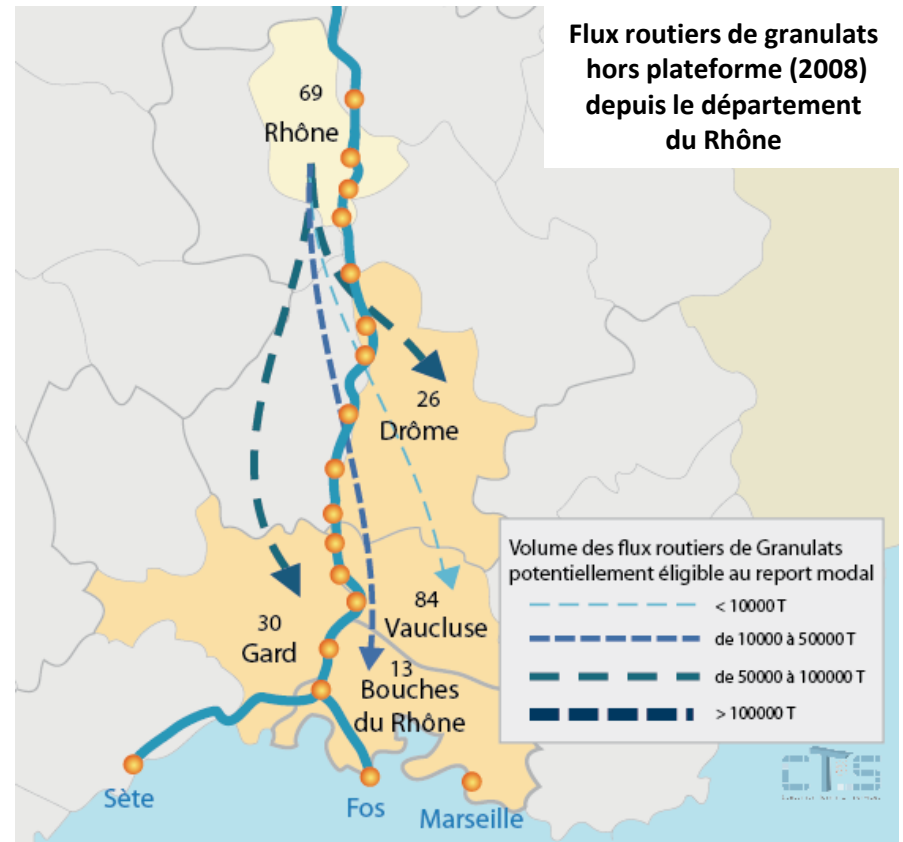 Flux routiers de granulats
hors plateforme (2008)
depuis le département
du Rhône
69
Rhône
26
Drôme
84
Vaucluse
30
Gard
13
Bouches
du Rhône
Sète
Fos
Marseille
Volume des flux routiers de Granulats
potentiellement éligible au report modal
< 10000 T
de 10000 à 50000 T
de 50000 à 100000 T
> 100000 T
CTS